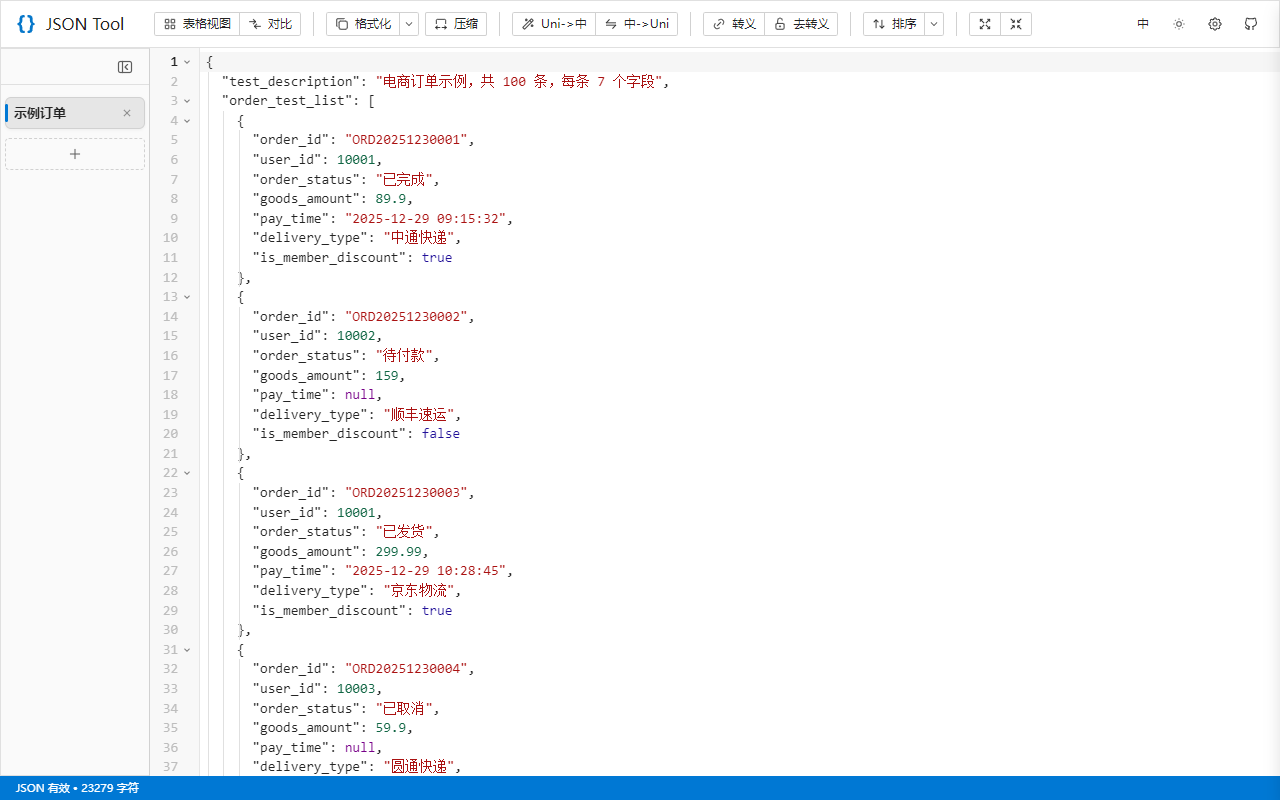 {} JSON Tool 表格视图 对比 格式化 压缩 Uni->中 中->Uni 转义 去转义 排序 中
示例订单
+
1 {
2 "test_description": "电商订单示例，共 100 条，每条 7 个字段",
3 "order_test_list": [
4 {
5 "order_id": "ORD20251230001",
6 "user_id": 10001,
7 "order_status": "已完成",
8 "goods_amount": 89.9,
9 "pay_time": "2025-12-29 09:15:32",
10 "delivery_type": "中通快递",
11 "is_member_discount": true
12 },
13 {
14 "order_id": "ORD20251230002",
15 "user_id": 10002,
16 "order_status": "待付款",
17 "goods_amount": 159,
18 "pay_time": null,
19 "delivery_type": "顺丰速运",
20 "is_member_discount": false
21 },
22 {
23 "order_id": "ORD20251230003",
24 "user_id": 10001,
25 "order_status": "已发货",
26 "goods_amount": 299.99,
27 "pay_time": "2025-12-29 10:28:45",
28 "delivery_type": "京东物流",
29 "is_member_discount": true
30 },
31 {
32 "order_id": "ORD20251230004",
33 "user_id": 10003,
34 "order_status": "已取消",
35 "goods_amount": 59.9,
36 "pay_time": null,
37 "delivery_type": "圆通快递",
JSON 有效 • 23279 字符